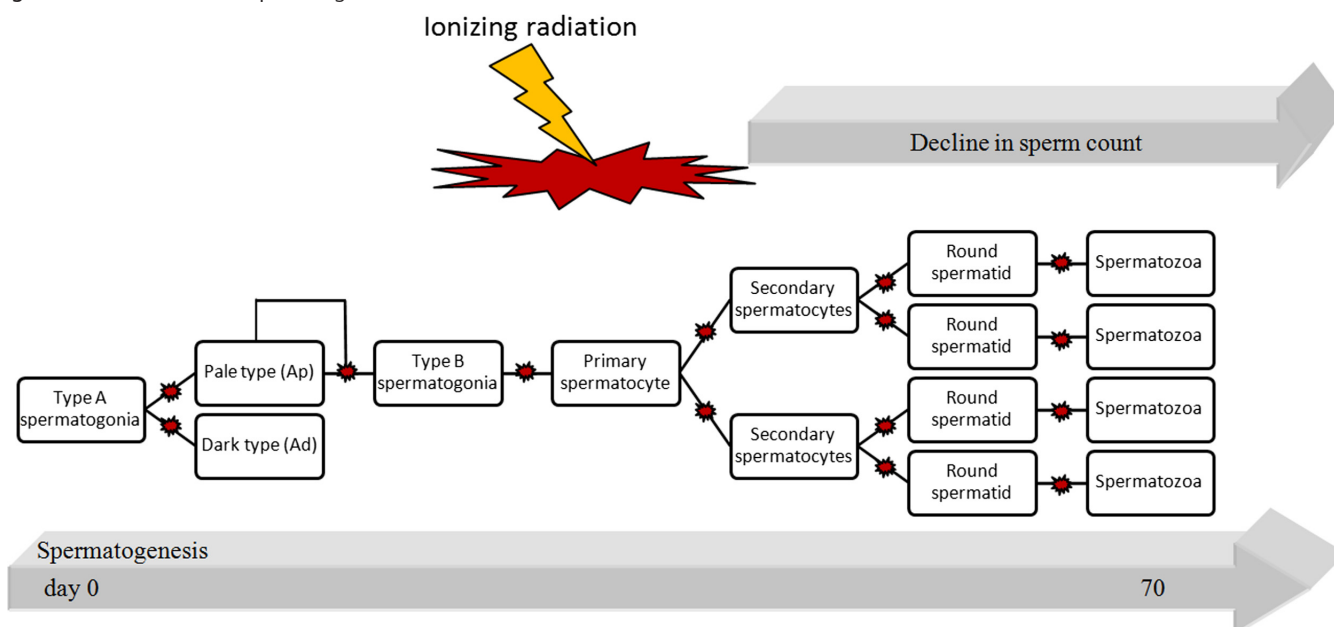 Ionizing radiation
Decline in sperm count
Type A
spermatogonia
Pale type (Ap)
Dark type (Ad)
Type B
spermatogonia
Primary
spermatocyte
Secondary
spermatocytes
Secondary
spermatocytes
Round
spermatid
Round
spermatid
Round
spermatid
Round
spermatid
Spermatozoa
Spermatozoa
Spermatozoa
Spermatozoa
Spermatogenesis
day 0
70